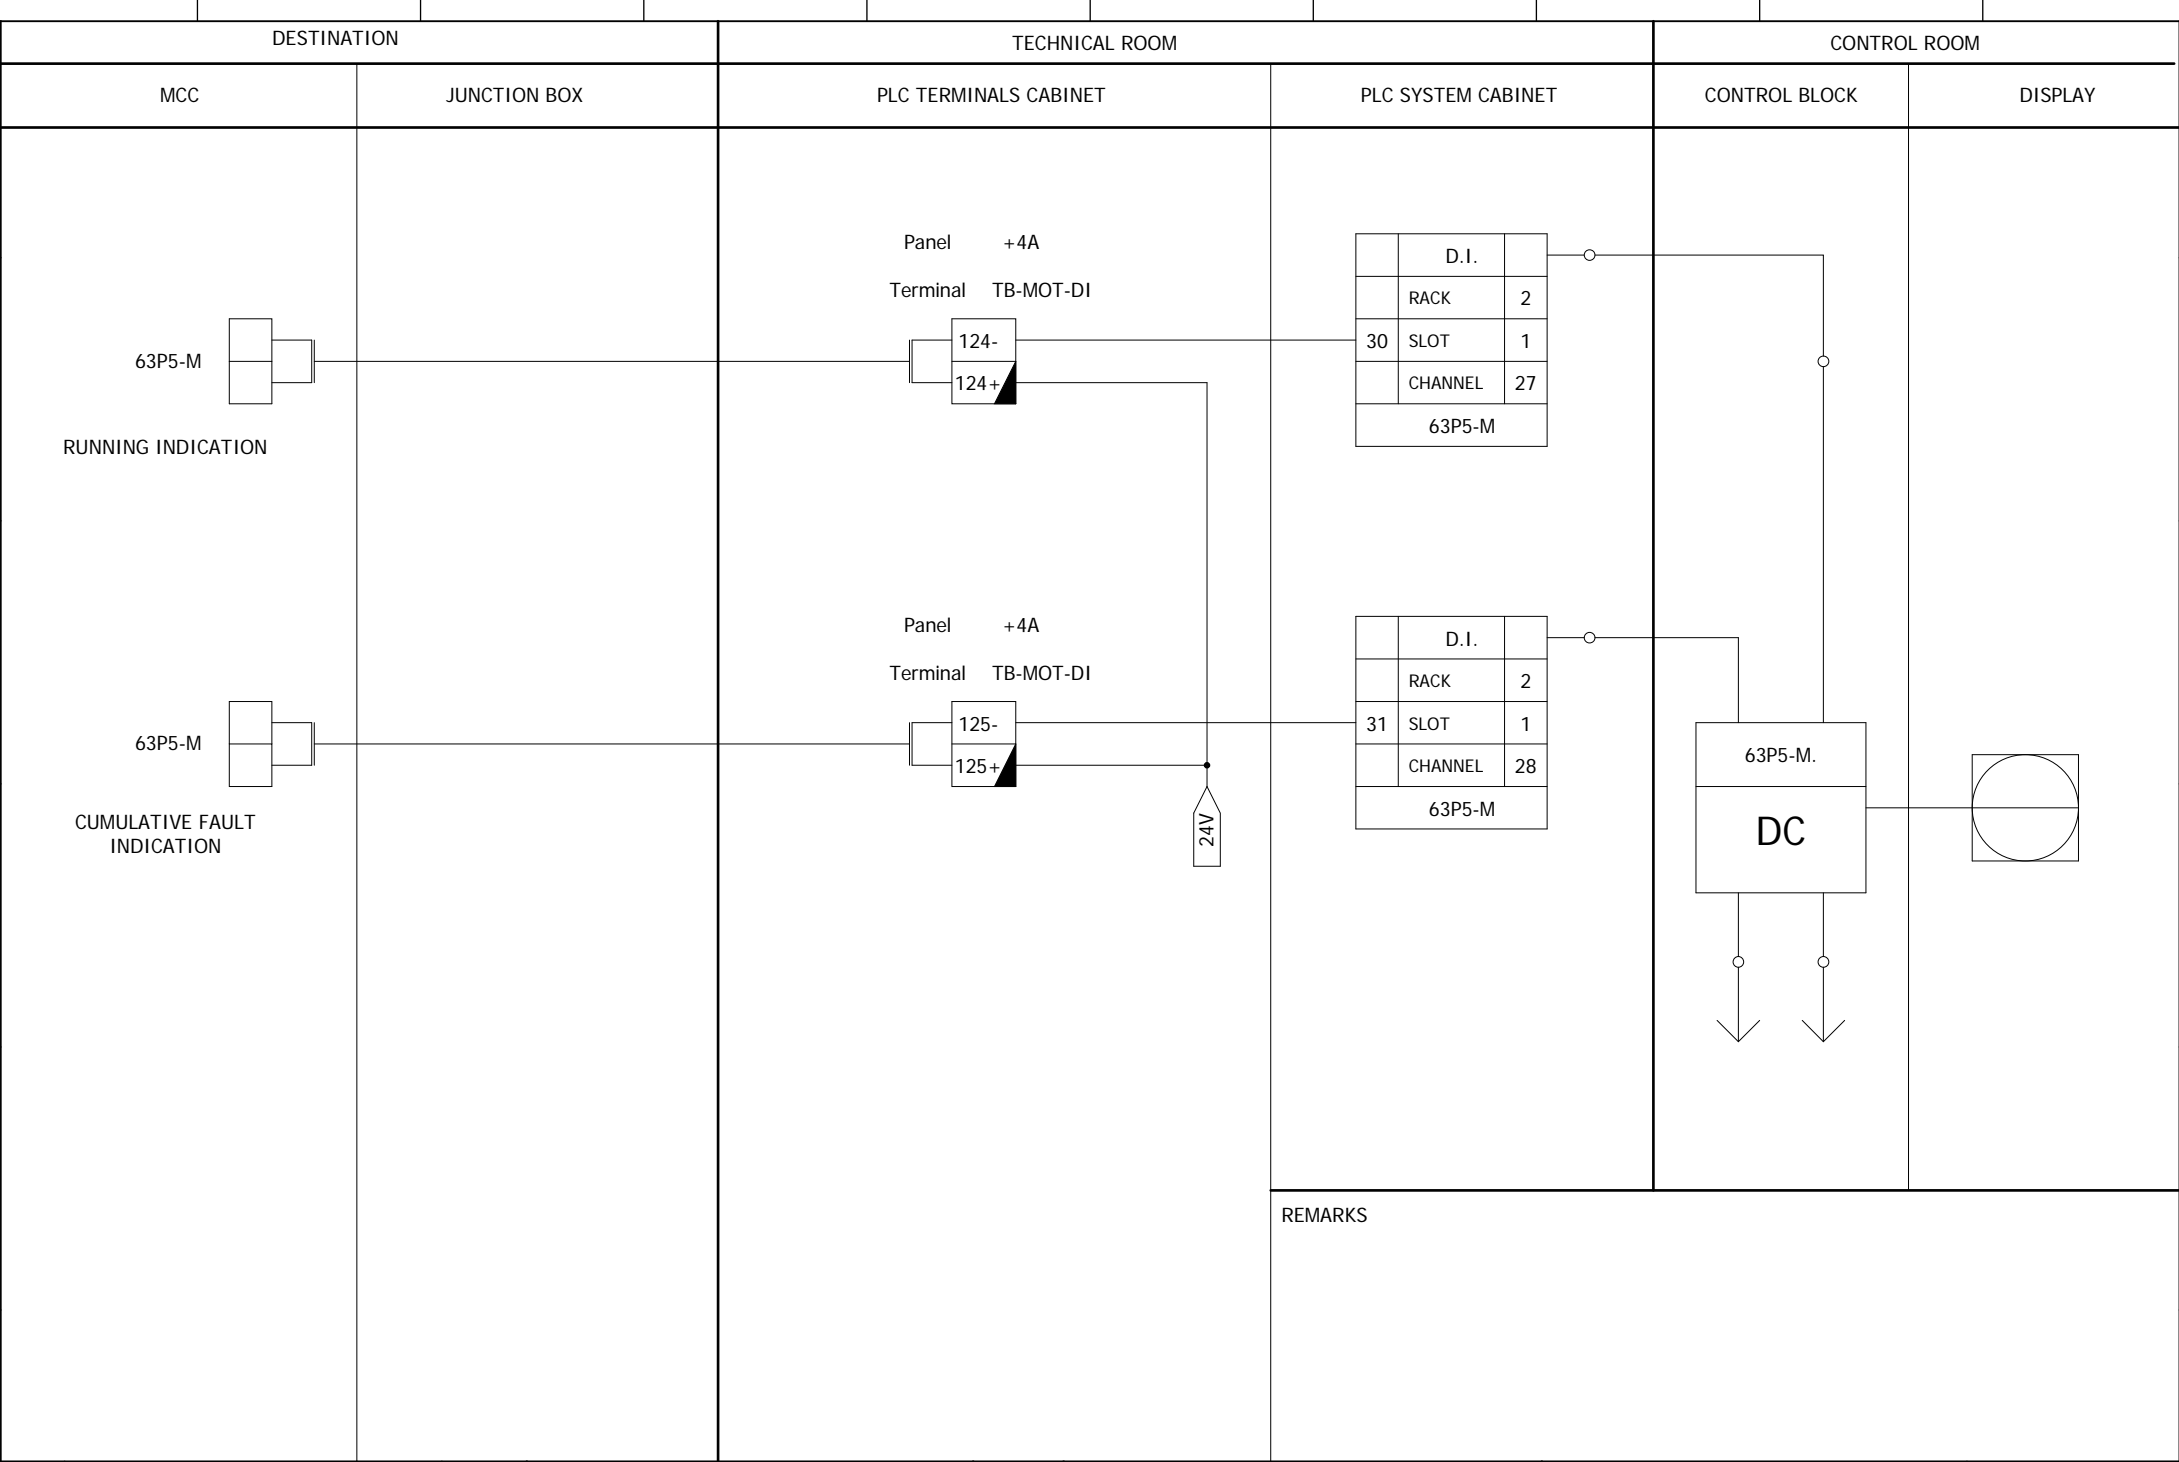 DESTINATION
TECHNICAL ROOM
CONTROL ROOM
MCC
JUNCTION BOX
PLC TERMINALS CABINET
PLC SYSTEM CABINET
CONTROL BLOCK
DISPLAY
Panel +4A
Terminal TB-MOT-DI
63P5-M
124-
124+
RUNNING INDICATION
D.I.
RACK 2
30 SLOT 1
CHANNEL 27
63P5-M
Panel +4A
Terminal TB-MOT-DI
63P5-M
125-
125+
CUMULATIVE FAULT
INDICATION
24V
D.I.
RACK 2
31 SLOT 1
CHANNEL 28
63P5-M
63P5-M.
DC
REMARKS